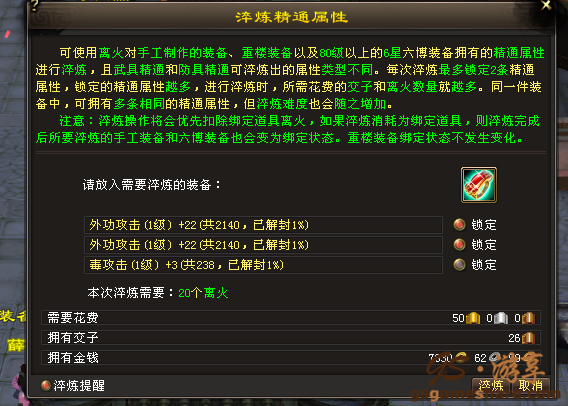 淬炼精通属性
可使用离火对手工制作的装备、重楼装备以及80级以上的6星六博装备拥有的精通属性
进行淬炼，且武具精通和防具精通可淬炼出的属性类型不同。每次淬炼最多锁定2条精通
属性，锁定的精通属性越多，进行淬炼时，所需花费的交子和离火数量就越多。同一件装
备中，可拥有多条相同的精通属性，但淬炼难度也会随之增加。
注意：淬炼操作将会优先扣除绑定道具离火，如果淬炼消耗为绑定道具，则淬炼完成
后所要淬炼的手工装备和六博装备也会变为绑定状态。重楼装备绑定状态不发生变化。
请放入需要淬炼的装备：
外功攻击(1级) +22(共2140，已解封1%) 锁定
外功攻击(1级) +22(共2140，已解封1%) 锁定
毒攻击(1级) +3(共238，已解封1%) 锁定
本次淬炼需要：20个离火
需要花费 50 0 0
拥有交子 26
拥有金钱 62
淬炼提醒 淬炼 取消
装备
薛